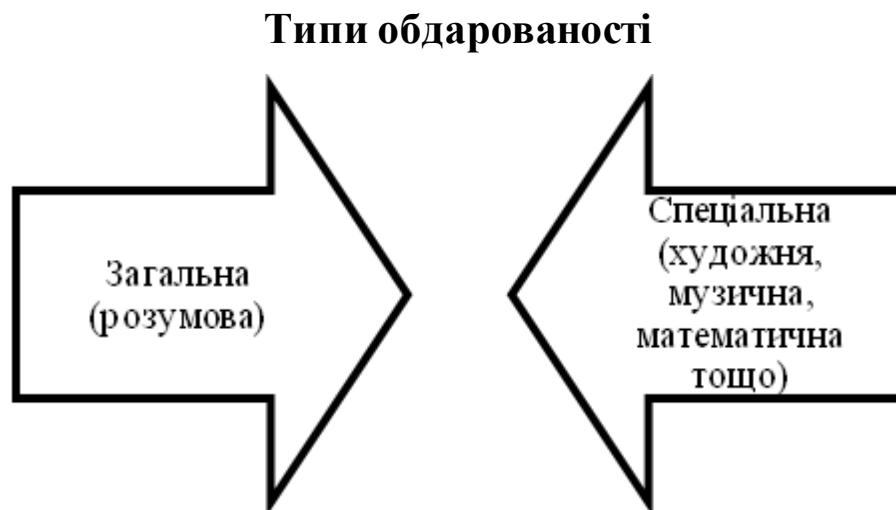 Типи обдарованості
Загальна
(розумова)
Спеціальна
(художня,
музична,
математична
тощо)